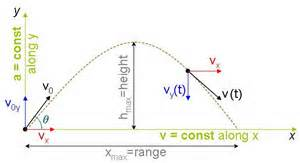 y
a = const
along y
v₀
v₀y
θ
vₓ
hmax=height
vₓ
vy(t)
v(t)
v = const along x
x
xmax=range